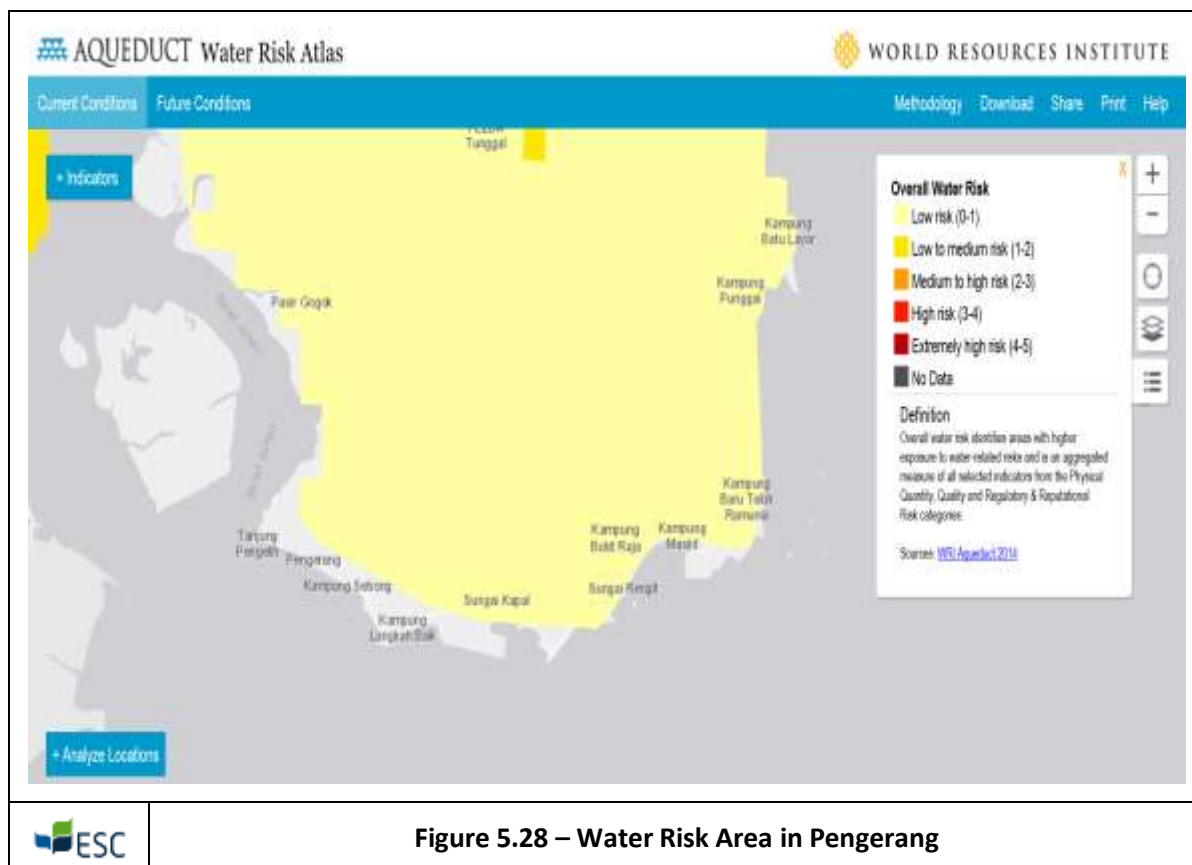 AQUEDUCT Water Risk Atlas
WORLD RESOURCES INSTITUTE
Current Conditions
Future Conditions
Methodology
Download
Share
Print
Help
+ Indicators
Tunggal
Kampung
Batu Layar
Kampung
Punggai
Pasir Gogok
Kampung
Baru Telok
Ramunia
Kampung
Bukit Raja
Kampung
Masjid
Tanjung
Pengelih
Pengerang
Kampung Sebong
Sungai Kapal
Sungai Rengit
Kampung
Langkah Baik
+ Analyze Locations
X
Overall Water Risk
Low risk (0-1)
Low to medium risk (1-2)
Medium to high risk (2-3)
High risk (3-4)
Extremely high risk (4-5)
No Data
Definition
Overall water risk identifies areas with higher
exposure to water-related risks and is an aggregated
measure of all selected indicators from the Physical
Quantity, Quality and Regulatory & Reputational
Risk categories.
Sources: WRI Aqueduct 2014
+
−
ESC
Figure 5.28 – Water Risk Area in Pengerang